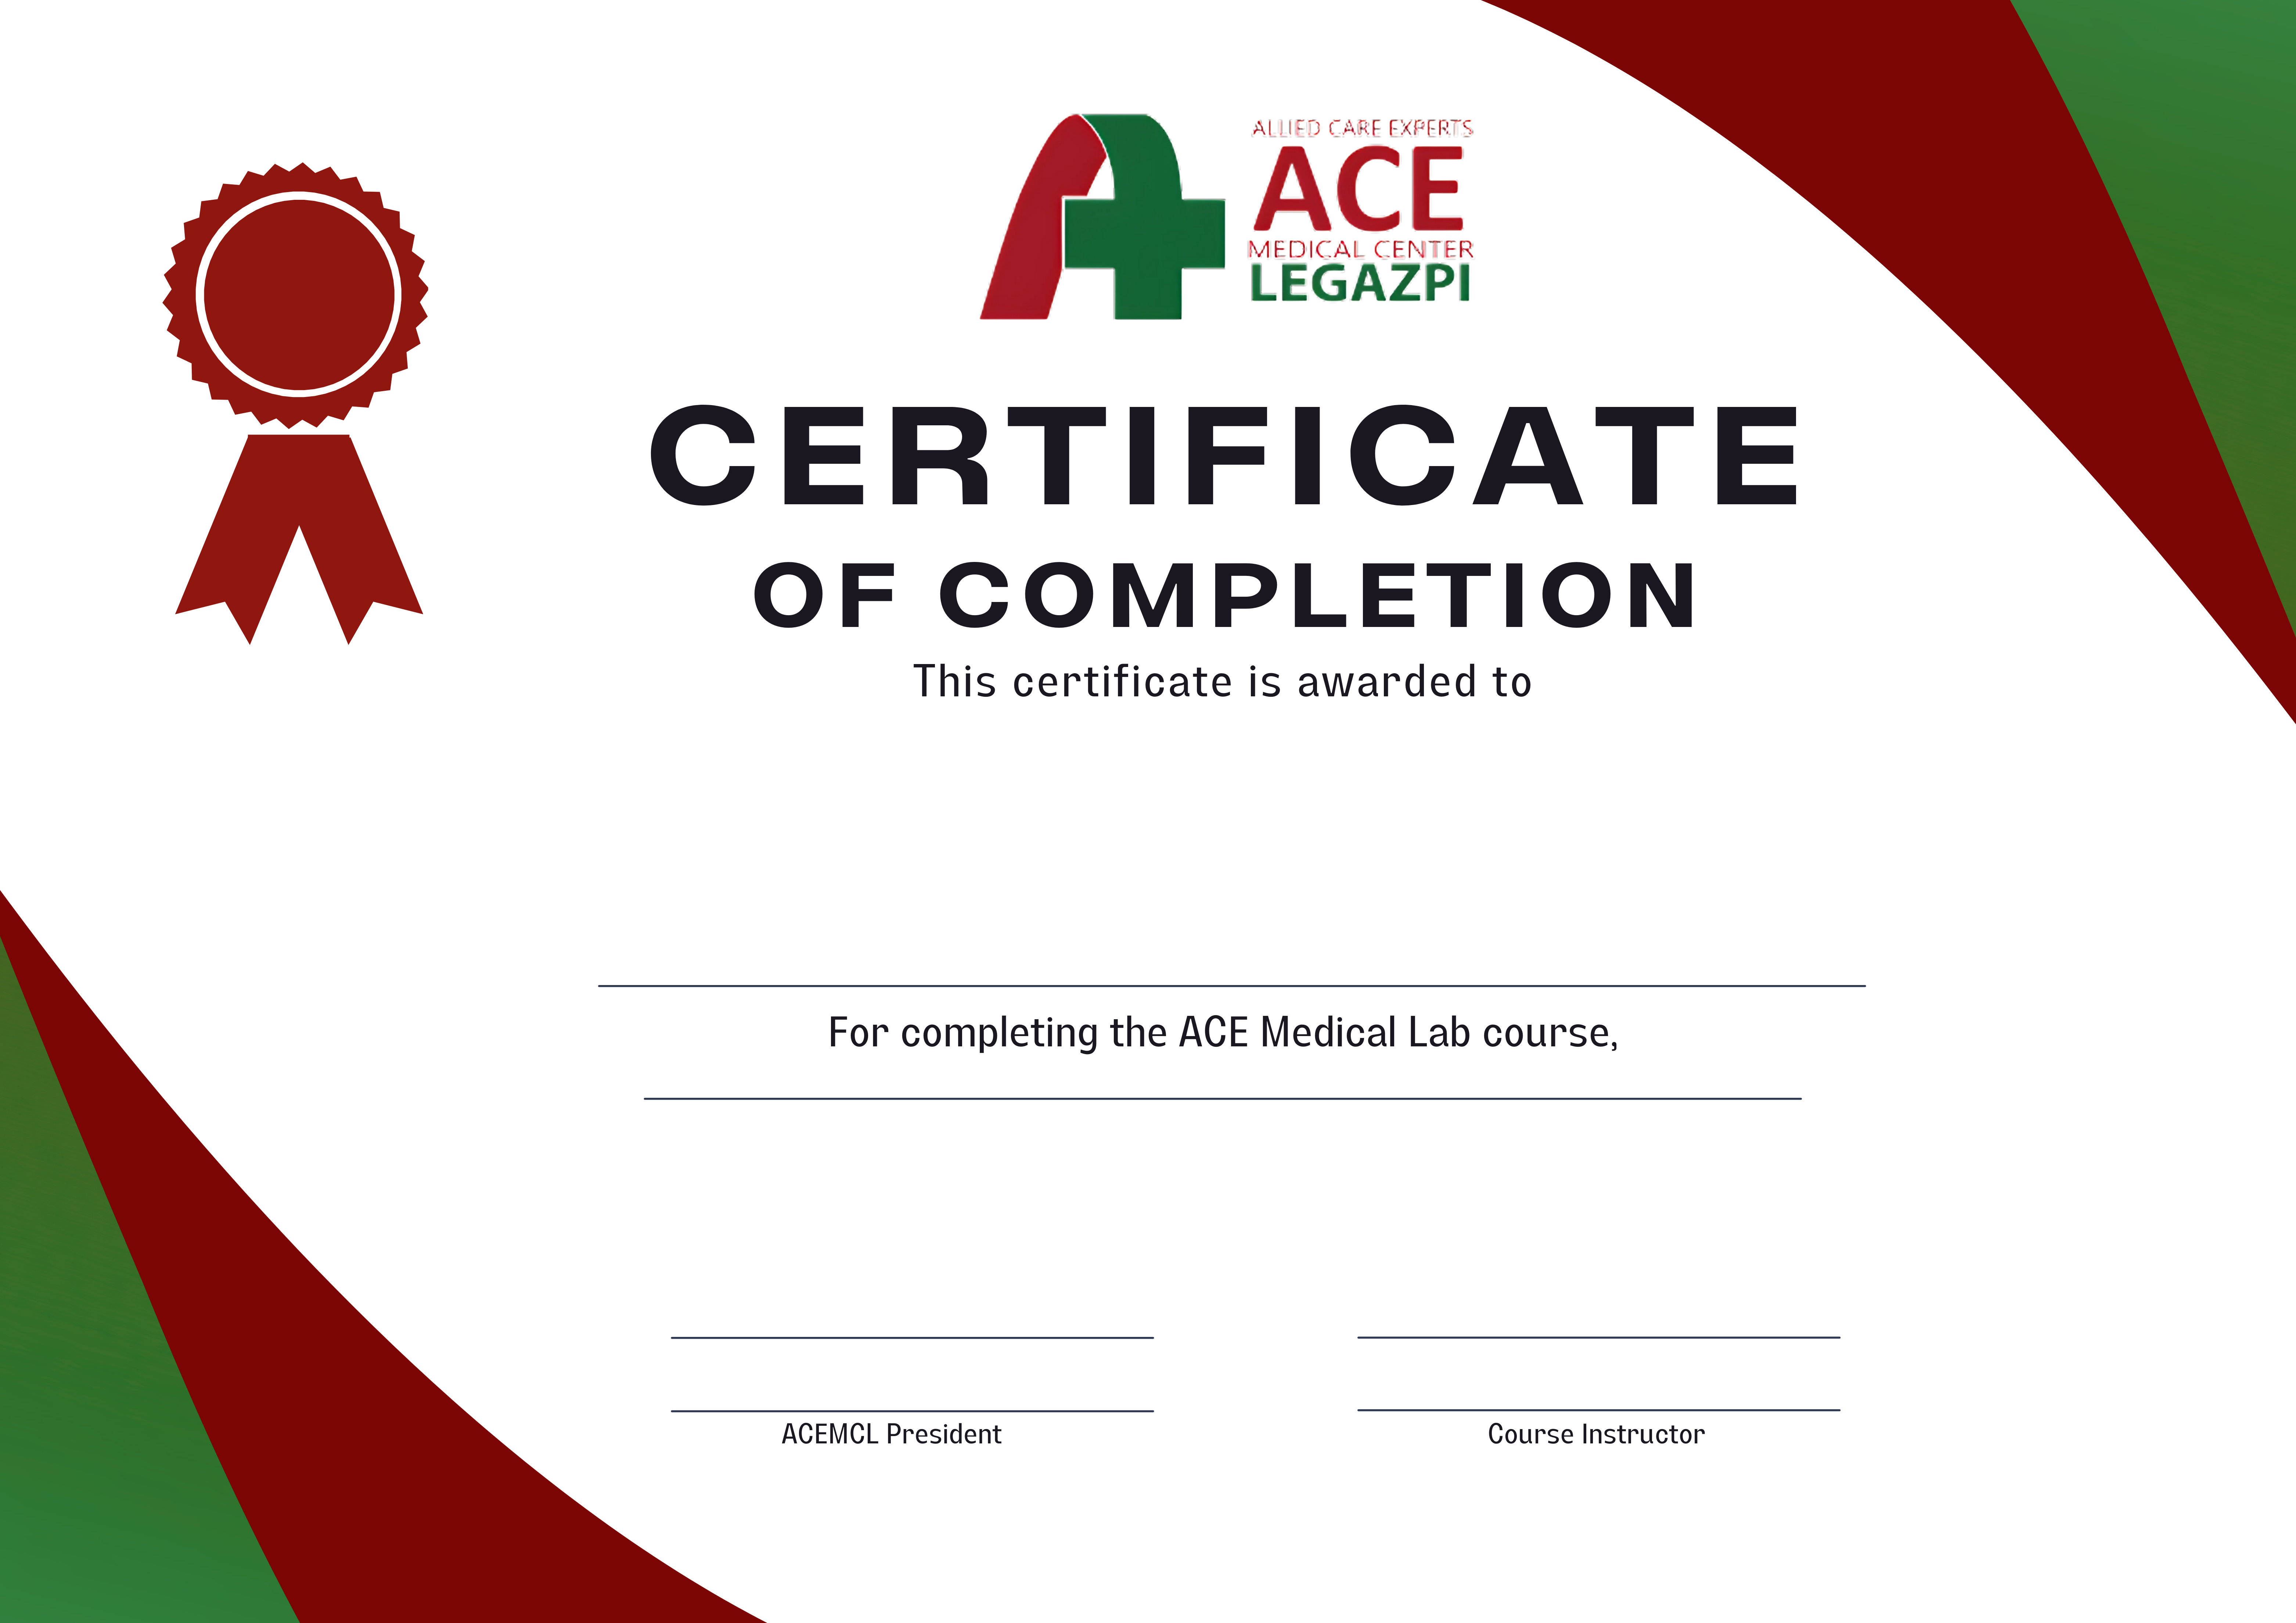 ALLIED CARE EXPERTS
ACE
MEDICAL CENTER
LEGAZPI
CERTIFICATE
OF COMPLETION
This certificate is awarded to
For completing the ACE Medical Lab course,
ACEMCL President
Course Instructor